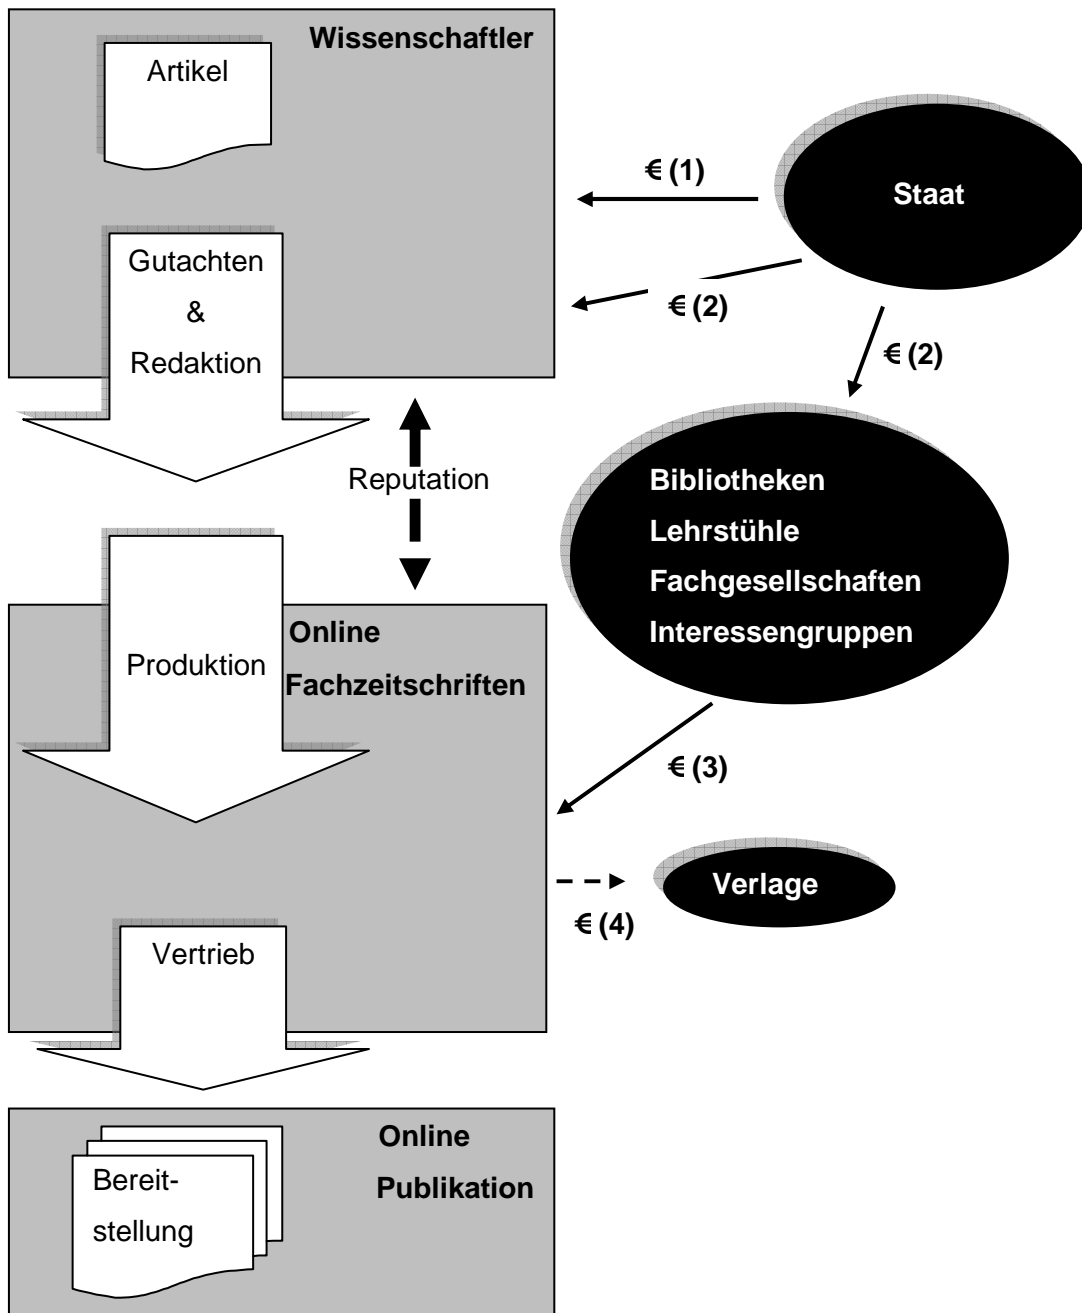 Wissenschaftler
Artikel
€ (1)
Staat
Gutachten
&
Redaktion
€ (2)
€ (2)
Reputation
Bibliotheken
Lehrstühle
Fachgesellschaften
Interessengruppen
Online
Fachzeitschriften
Produktion
€ (3)
Verlage
€ (4)
Vertrieb
Online
Publikation
Bereit-
stellung